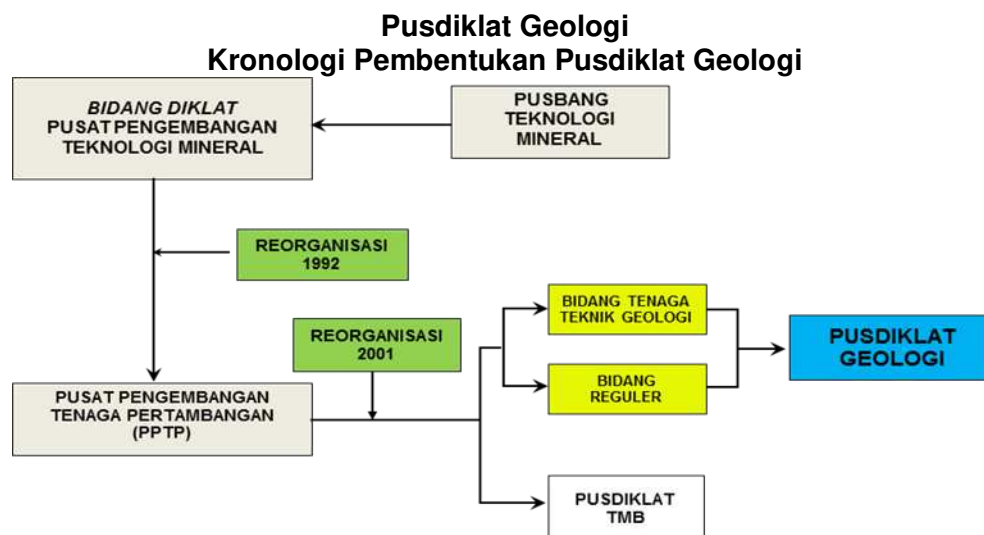 Pusdiklat Geologi
Kronologi Pembentukan Pusdiklat Geologi
BIDANG DIKLAT
PUSAT PENGEMBANGAN
TEKNOLOGI MINERAL
PUSBANG
TEKNOLOGI
MINERAL
REORGANISASI
1992
REORGANISASI
2001
BIDANG TENAGA
TEKNIK GEOLOGI
BIDANG
REGULER
PUSDIKLAT
GEOLOGI
PUSAT PENGEMBANGAN
TENAGA PERTAMBANGAN
(PPTP)
PUSDIKLAT
TMB